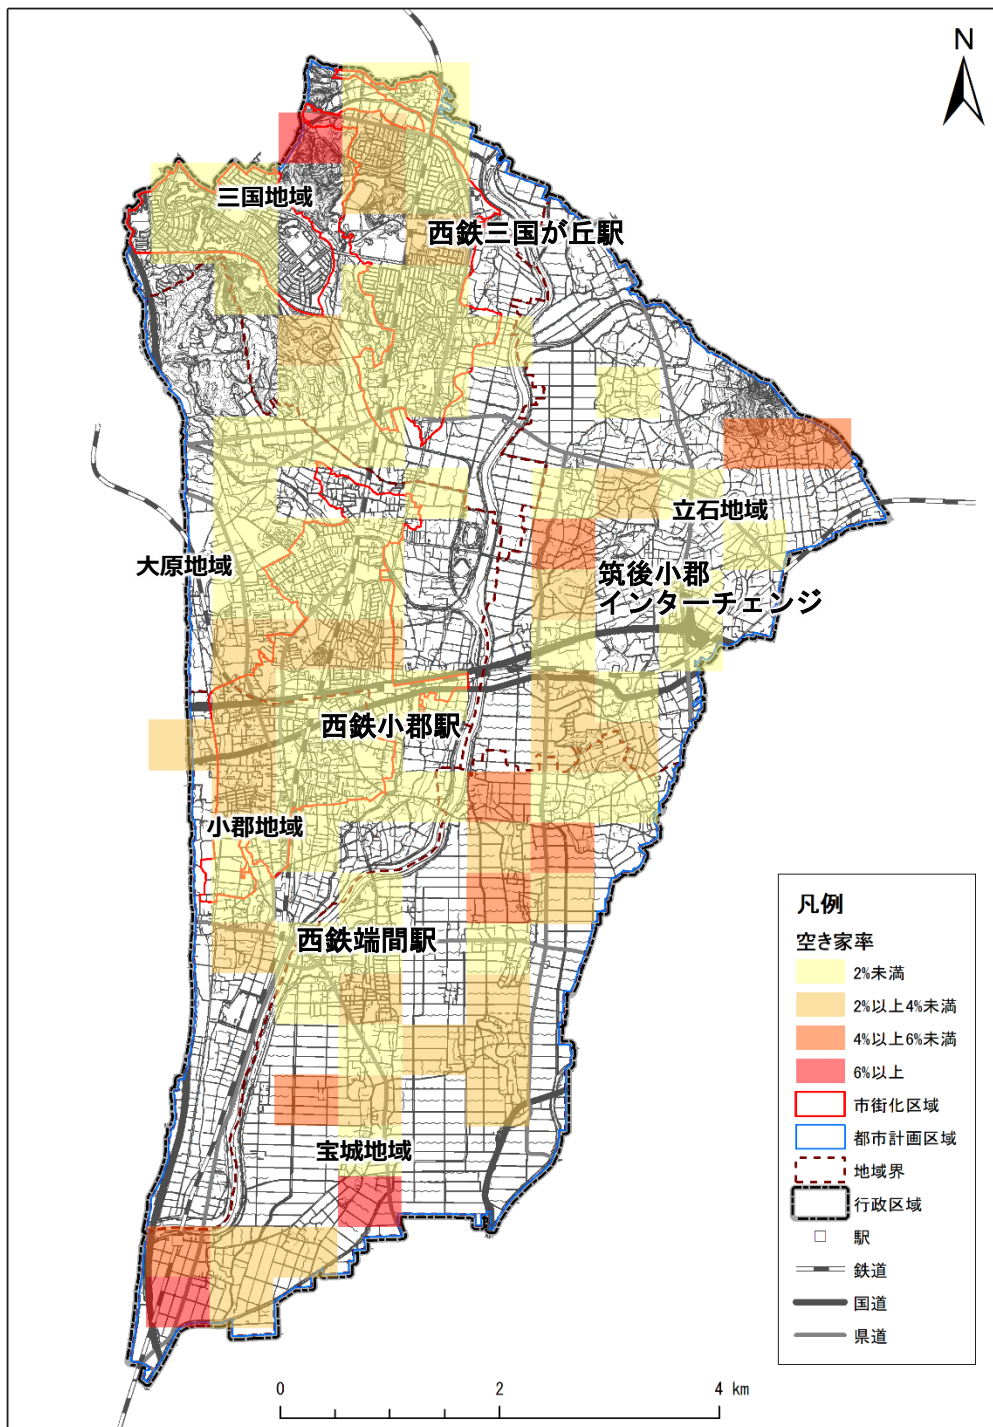 N
三国地域
西鉄三国が丘駅
立石地域
大原地域
筑後小郡
インターチェンジ
西鉄小郡駅
小郡地域
西鉄端間駅
宝城地域
凡例
空き家率
2%未満
2%以上4%未満
4%以上6%未満
6%以上
市街化区域
都市計画区域
地域界
行政区域
駅
鉄道
国道
県道
0 2 4 km